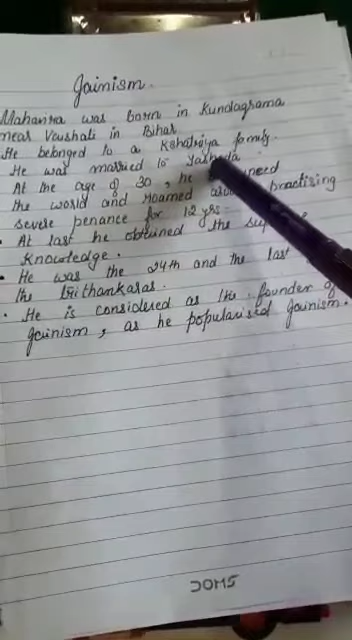 Jainism.
Mahavira was born in Kundagrama
near Vaishali in Bihar
He belonged to a Kshatriya family.
He was married to Yashoda
At the age of 30, he
the world and roamed practising
severe penance for 12 yrs
• At last he obtained the
knowledge.
• He was the 24th and the last
the Tirithankaras.
• He is considered as the founder of
Jainism, as he popularised Jainism.